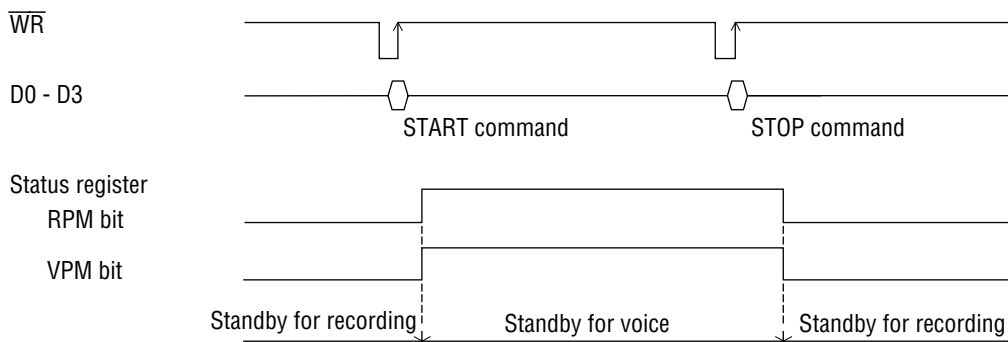 WR
D0 - D3
START command
STOP command
Status register
RPM bit
VPM bit
Standby for recording
Standby for voice
Standby for recording